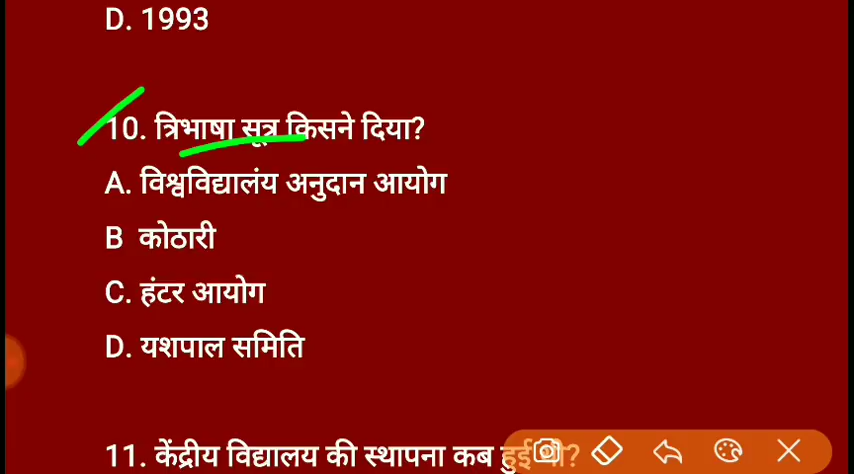 D. 1993
10. त्रिभाषा सूत्र किसने दिया?
A. विश्वविद्यालंय अनुदान आयोग
B कोठारी
C. हंटर आयोग
D. यशपाल समिति
11. केंद्रीय विद्यालय की स्थापना कब हुई थी?